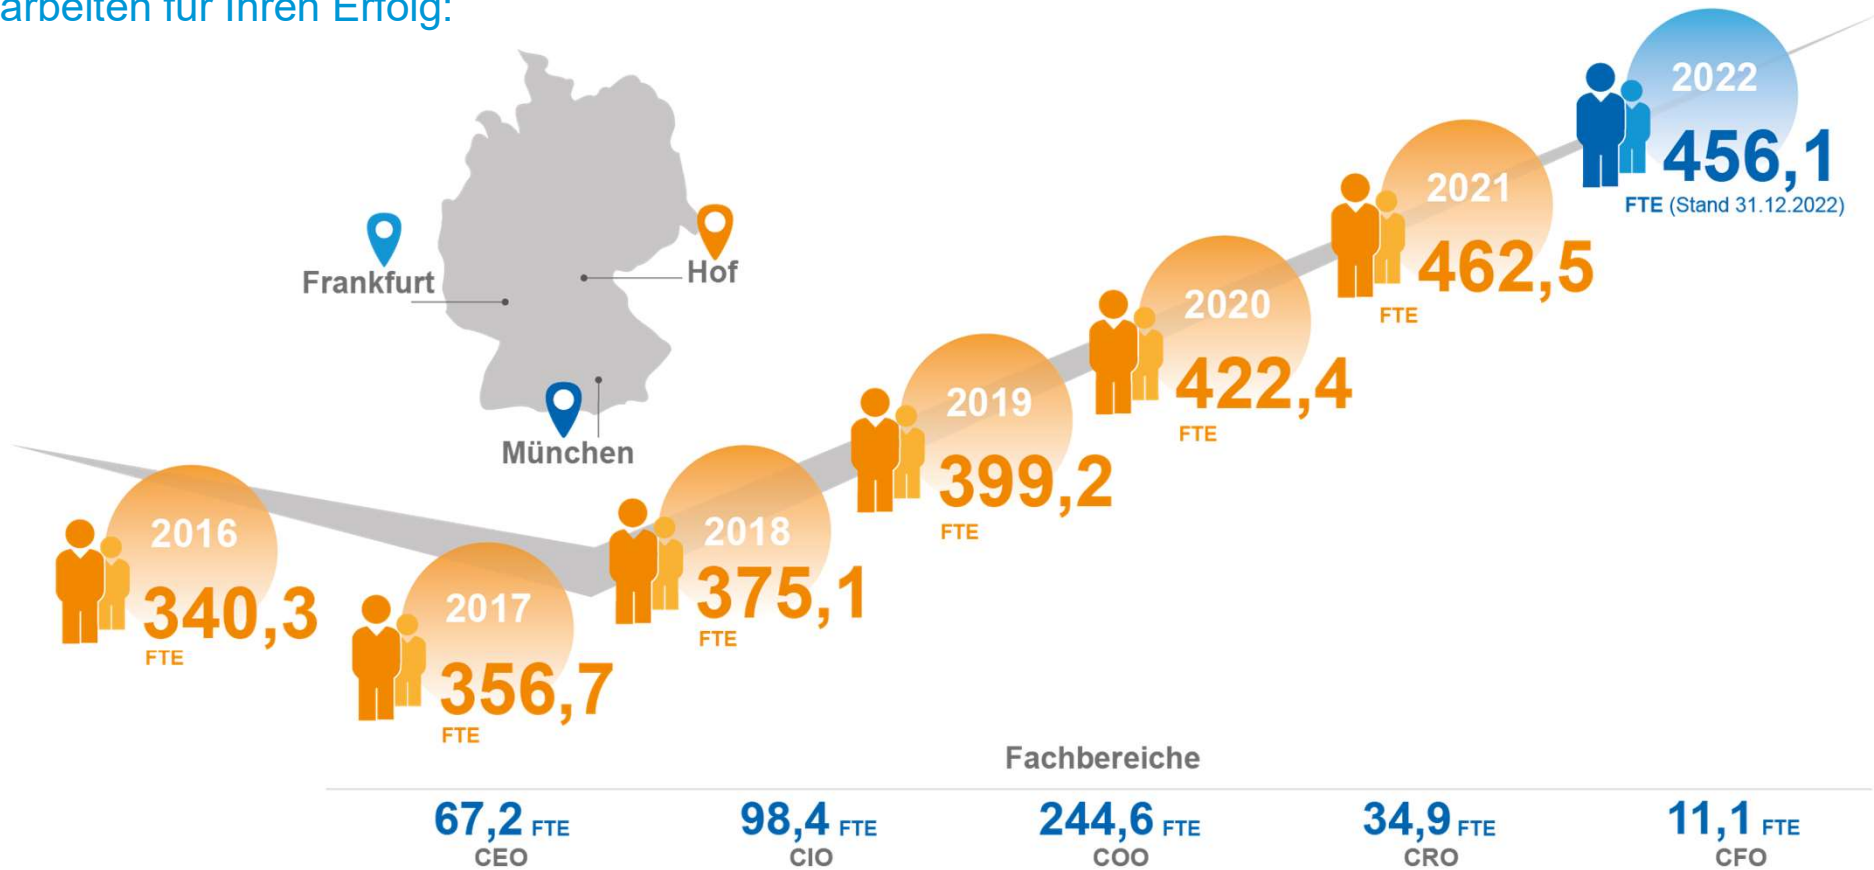 arbeiten für Ihren Erfolg:
Frankfurt
Hof
München
2016
340,3
FTE
2017
356,7
FTE
2018
375,1
FTE
2019
399,2
FTE
2020
422,4
FTE
2021
462,5
FTE
2022
456,1
FTE (Stand 31.12.2022)
Fachbereiche
67,2 FTE
CEO
98,4 FTE
CIO
244,6 FTE
COO
34,9 FTE
CRO
11,1 FTE
CFO